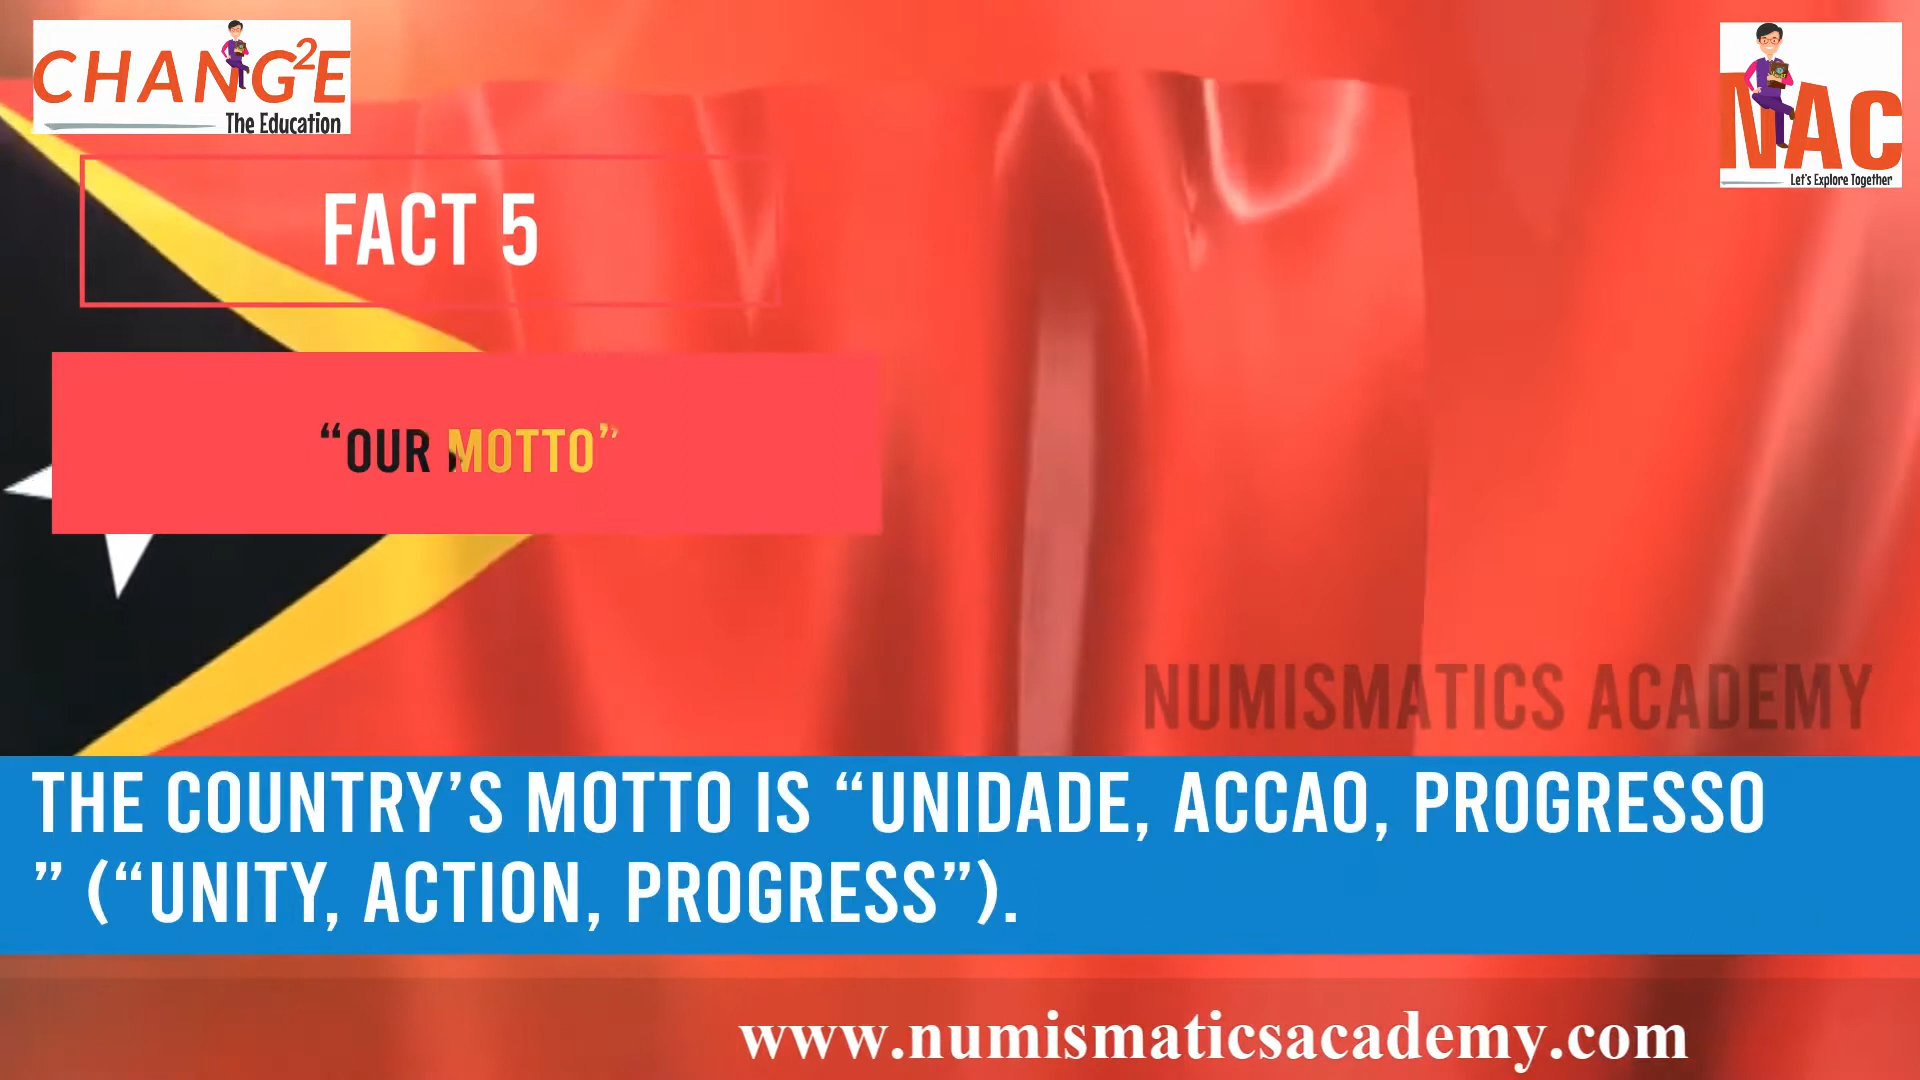 CHANG2E
The Education
NAC
Let's Explore Together
FACT 5
“OUR MOTTO”
NUMISMATICS ACADEMY
THE COUNTRY’S MOTTO IS “UNIDADE, ACCAO, PROGRESSO
” (“UNITY, ACTION, PROGRESS”).
www.numismaticsacademy.com